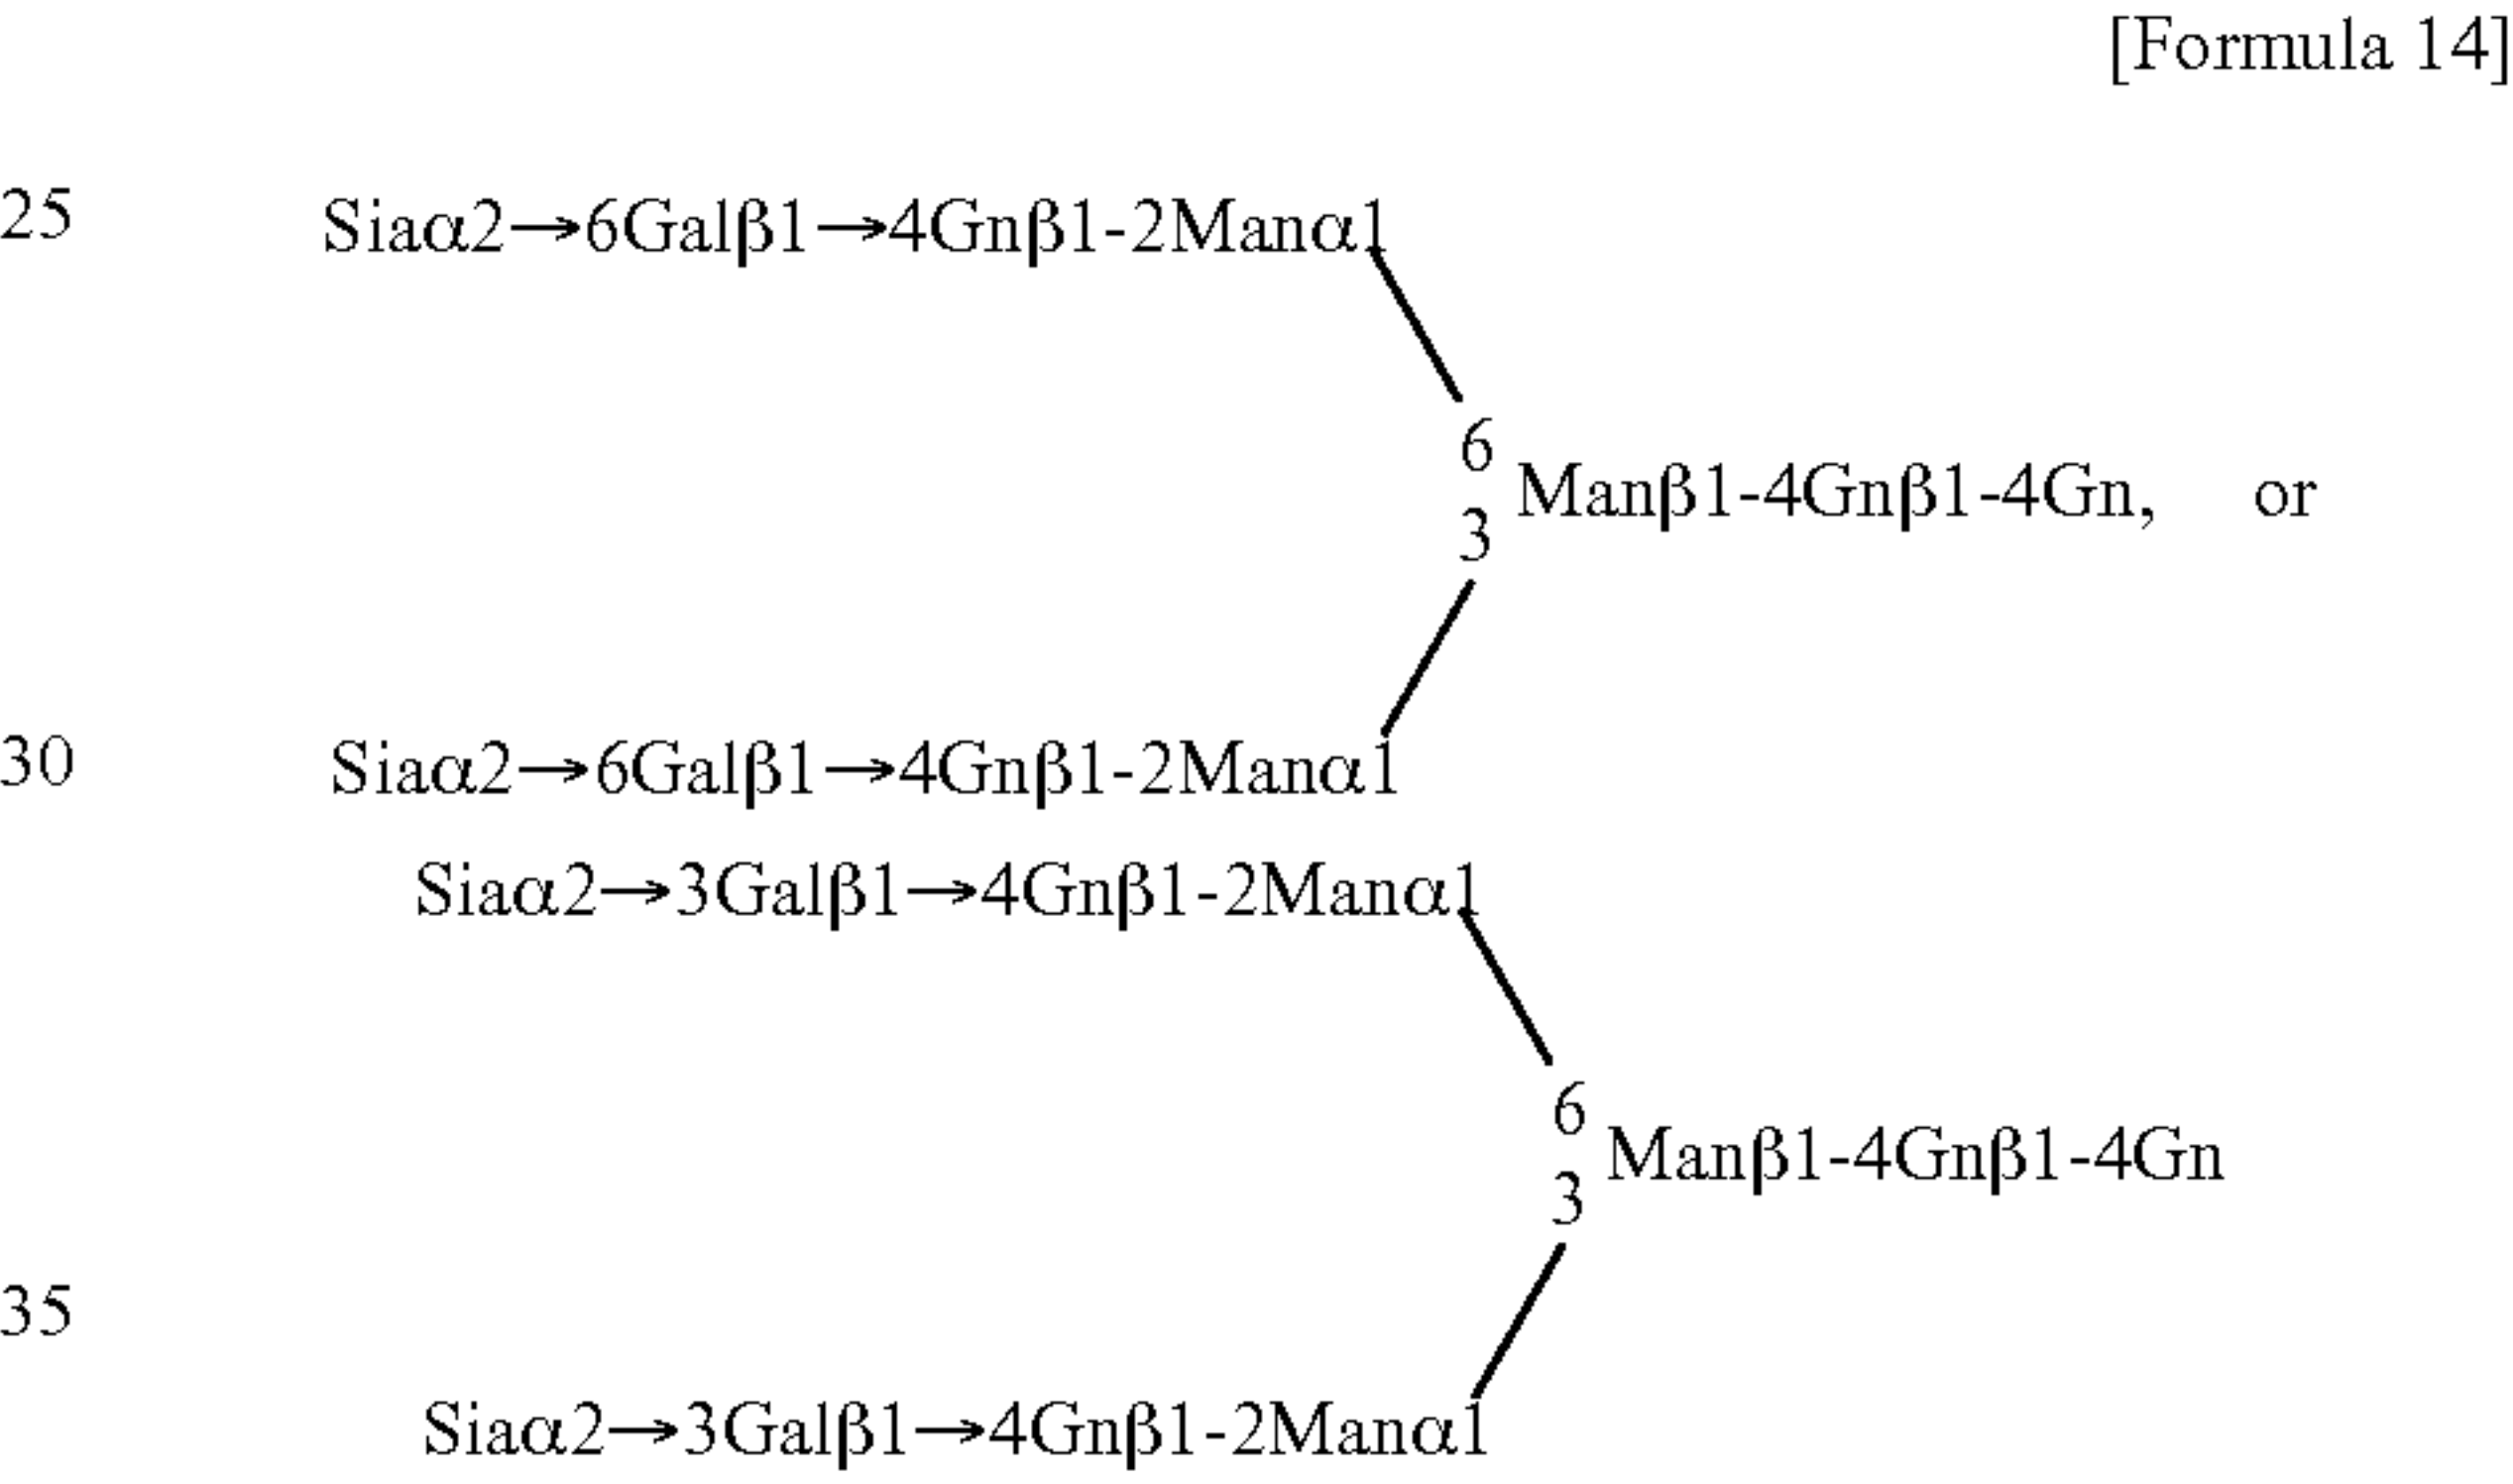 [Formula 14]
25 Siaα2→6Galβ1→4Gnβ1-2Manα1
6
Manβ1-4Gnβ1-4Gn, or
3
30 Siaα2→6Galβ1→4Gnβ1-2Manα1
Siaα2→3Galβ1→4Gnβ1-2Manα1
6
Manβ1-4Gnβ1-4Gn
3
35
Siaα2→3Galβ1→4Gnβ1-2Manα1